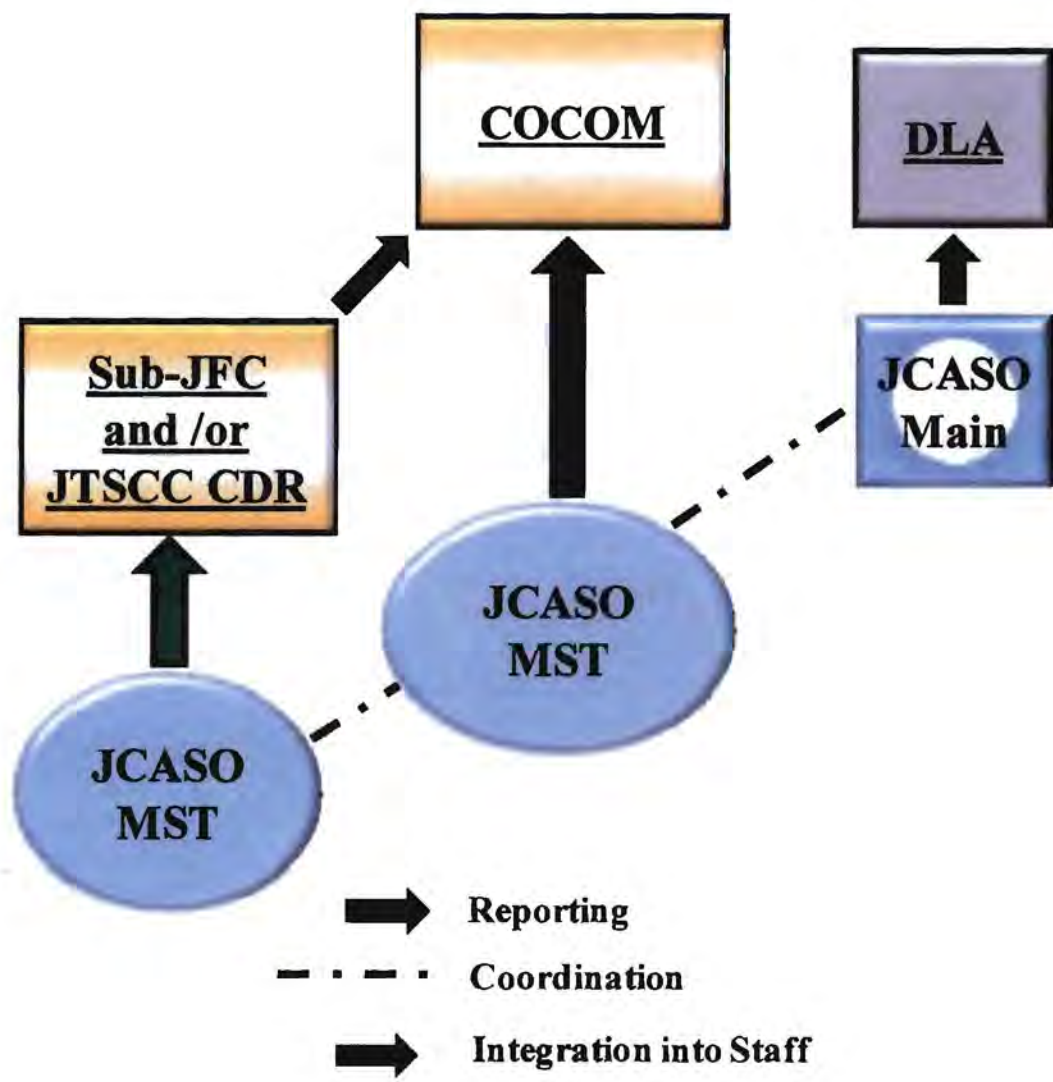 COCOM
DLA
Sub-JFC
and /or
JTSCC CDR
JCASO
Main
JCASO
MST
JCASO
MST
Reporting
Coordination
Integration into Staff